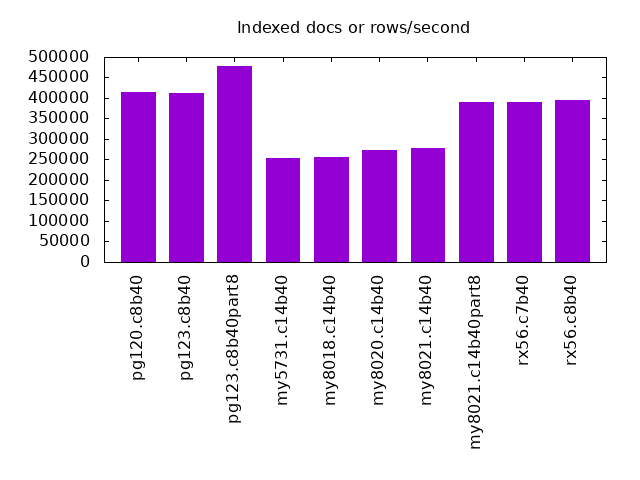 Indexed docs or rows/second
500000
450000
400000
350000
300000
250000
200000
150000
100000
50000
0
pg120.c8b40
pg123.c8b40
pg123.c8b40part8
my5731.c14b40
my8018.c14b40
my8020.c14b40
my8021.c14b40
my8021.c14b40part8
rx56.c7b40
rx56.c8b40